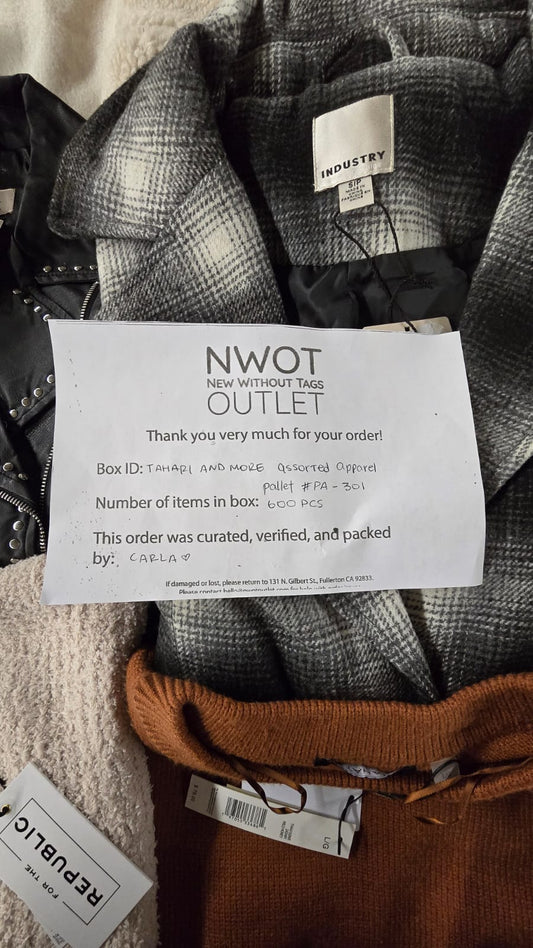 INDUSTRY
S/P
NWOT
NEW WITHOUT TAGS
OUTLET
Thank you very much for your order!
Box ID: TAHARI AND MORE assorted apparel
pallet #PA-301
Number of items in box: 600 PCS
This order was curated, verified, and packed
by: CARLA ♡
If damaged or lost, please return to 131 N. Gilbert St., Fullerton CA 92833.
Please contact
L/G
FOR THE
REPUBLIC